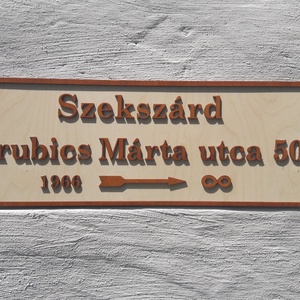 Szekszárd
rubics Márta utca 50
1966 → ∞